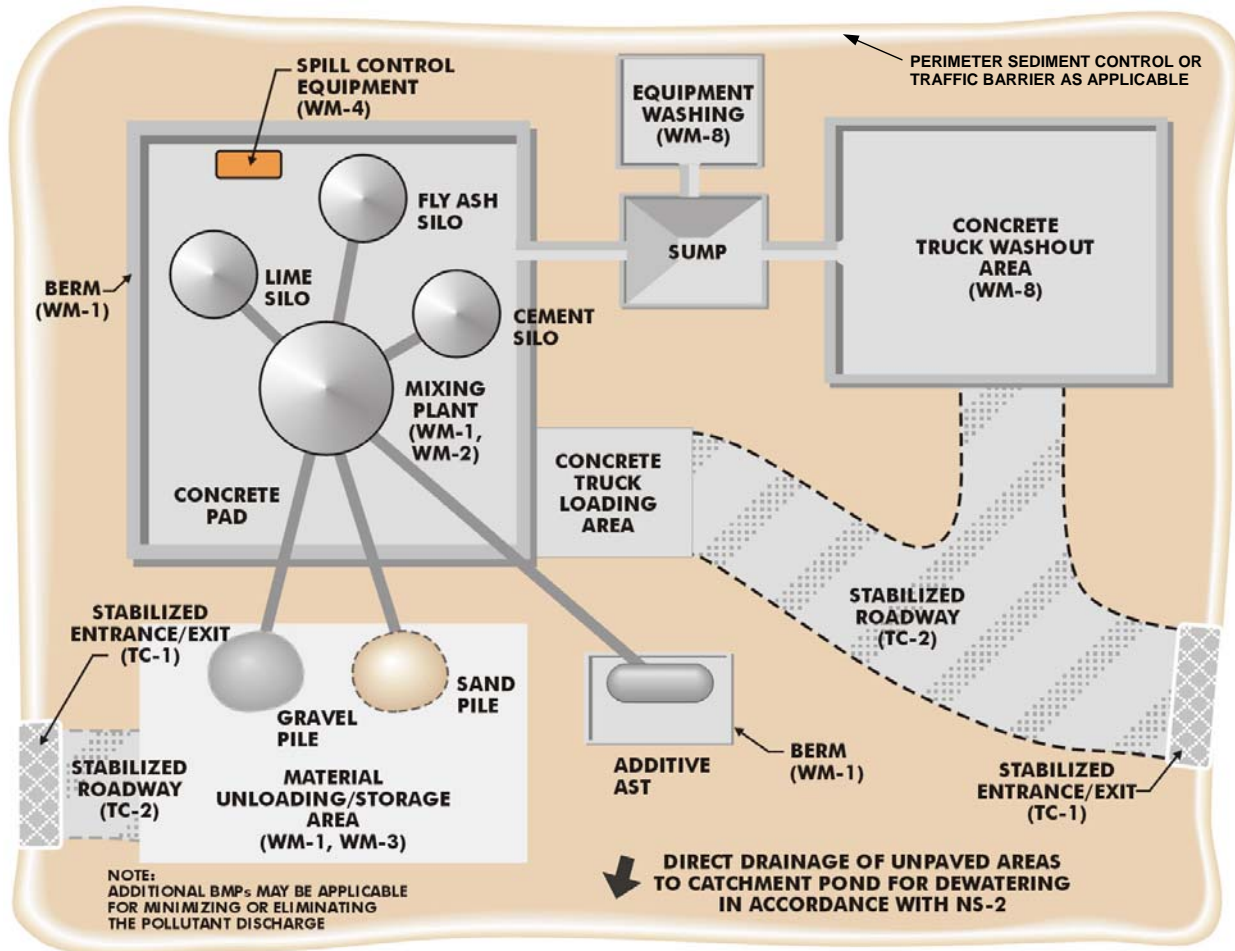 PERIMETER SEDIMENT CONTROL OR
TRAFFIC BARRIER AS APPLICABLE
SPILL CONTROL
EQUIPMENT
(WM-4)
EQUIPMENT
WASHING
(WM-8)
FLY ASH
SILO
CONCRETE
TRUCK WASHOUT
AREA
(WM-8)
SUMP
BERM
(WM-1)
LIME
SILO
CEMENT
SILO
MIXING
PLANT
(WM-1,
WM-2)
CONCRETE
TRUCK
LOADING
AREA
CONCRETE
PAD
STABILIZED
ENTRANCE/EXIT
(TC-1)
STABILIZED
ROADWAY
(TC-2)
SAND
PILE
GRAVEL
PILE
STABILIZED
ROADWAY
(TC-2)
MATERIAL
UNLOADING/STORAGE
AREA
(WM-1, WM-3)
ADDITIVE
AST
BERM
(WM-1)
STABILIZED
ENTRANCE/EXIT
(TC-1)
NOTE:
ADDITIONAL BMPs MAY BE APPLICABLE
FOR MINIMIZING OR ELIMINATING
THE POLLUTANT DISCHARGE
DIRECT DRAINAGE OF UNPAVED AREAS
TO CATCHMENT POND FOR DEWATERING
IN ACCORDANCE WITH NS-2